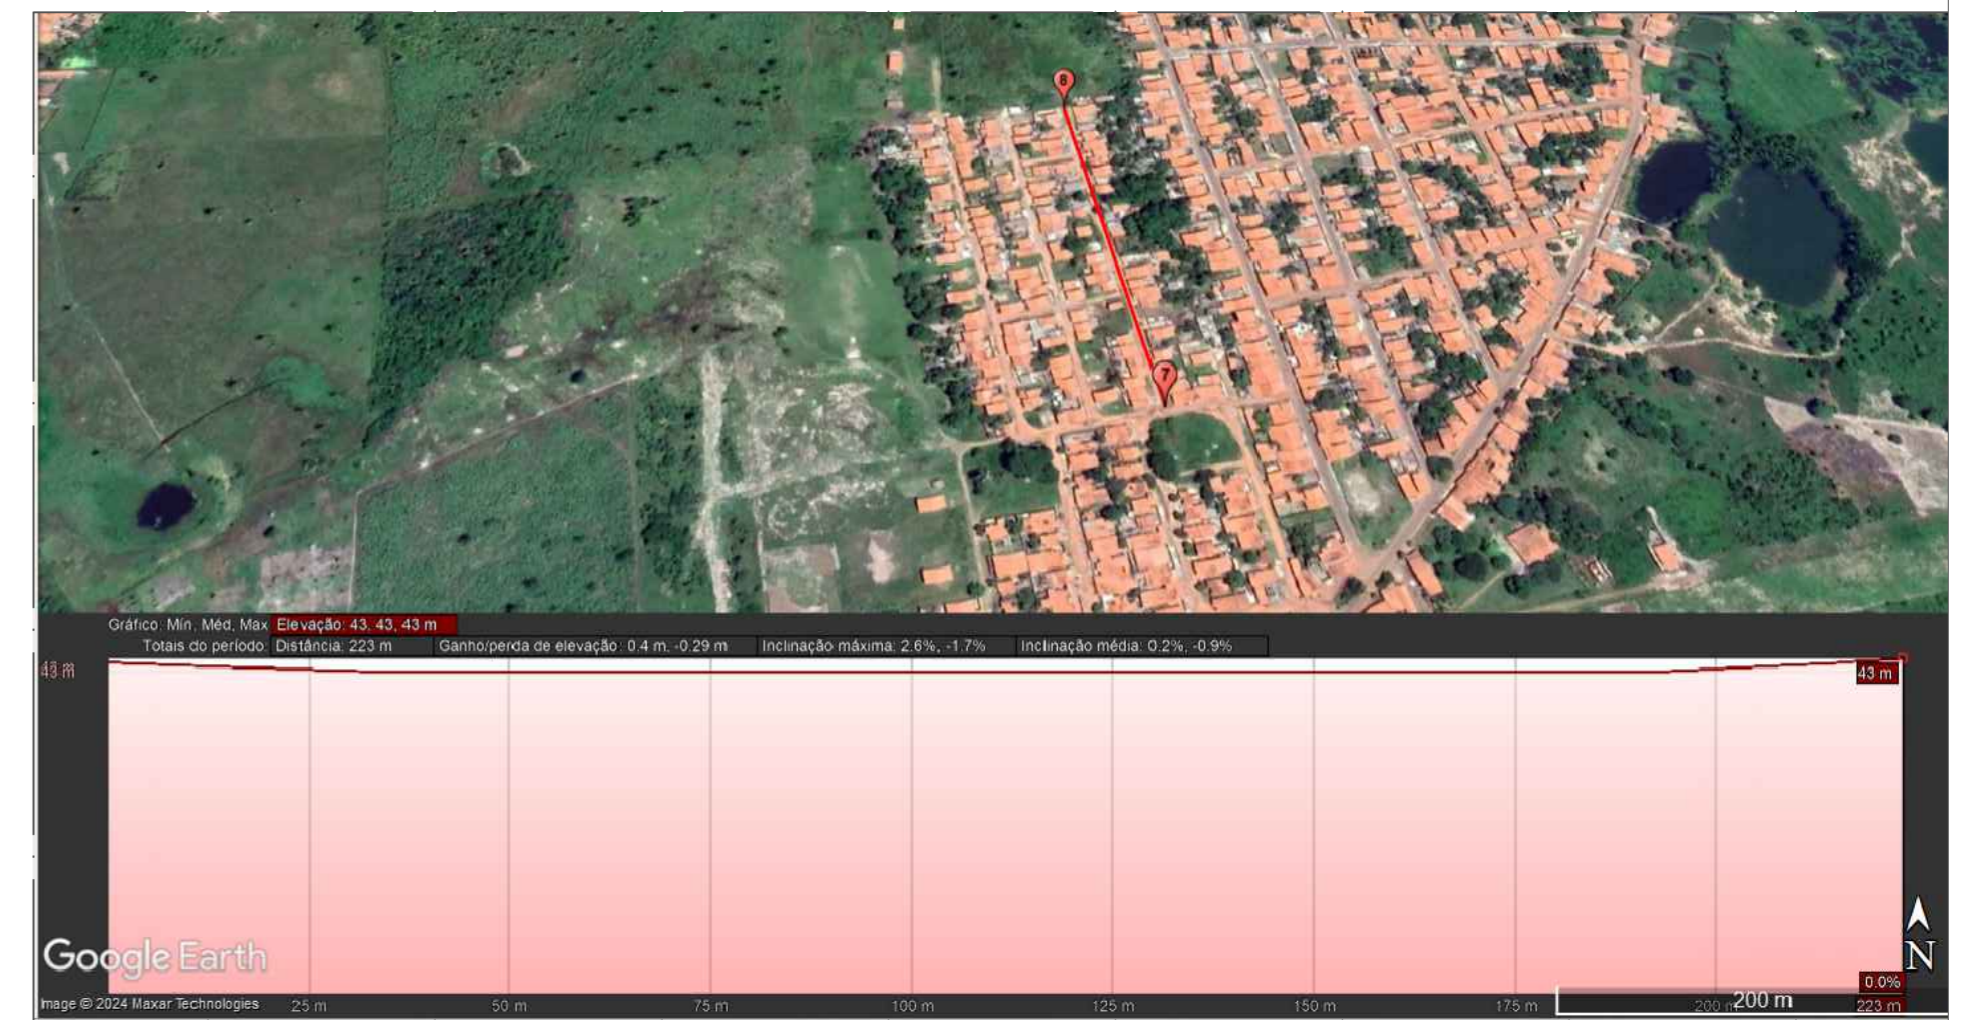 8
7
Gráfico: Mín, Méd, Max Elevação: 43, 43, 43 m
Totais do período: Distância: 223 m Ganho/perda de elevação: 0.4 m, -0.29 m Inclinação máxima: 2.6%, -1.7% Inclinação média: 0.2%, -0.9%
43 m
43 m
N
Google Earth
0.0%
Image © 2024 Maxar Technologies 25 m 50 m 75 m 100 m 125 m 150 m 175 m 200 m 200 m 223 m